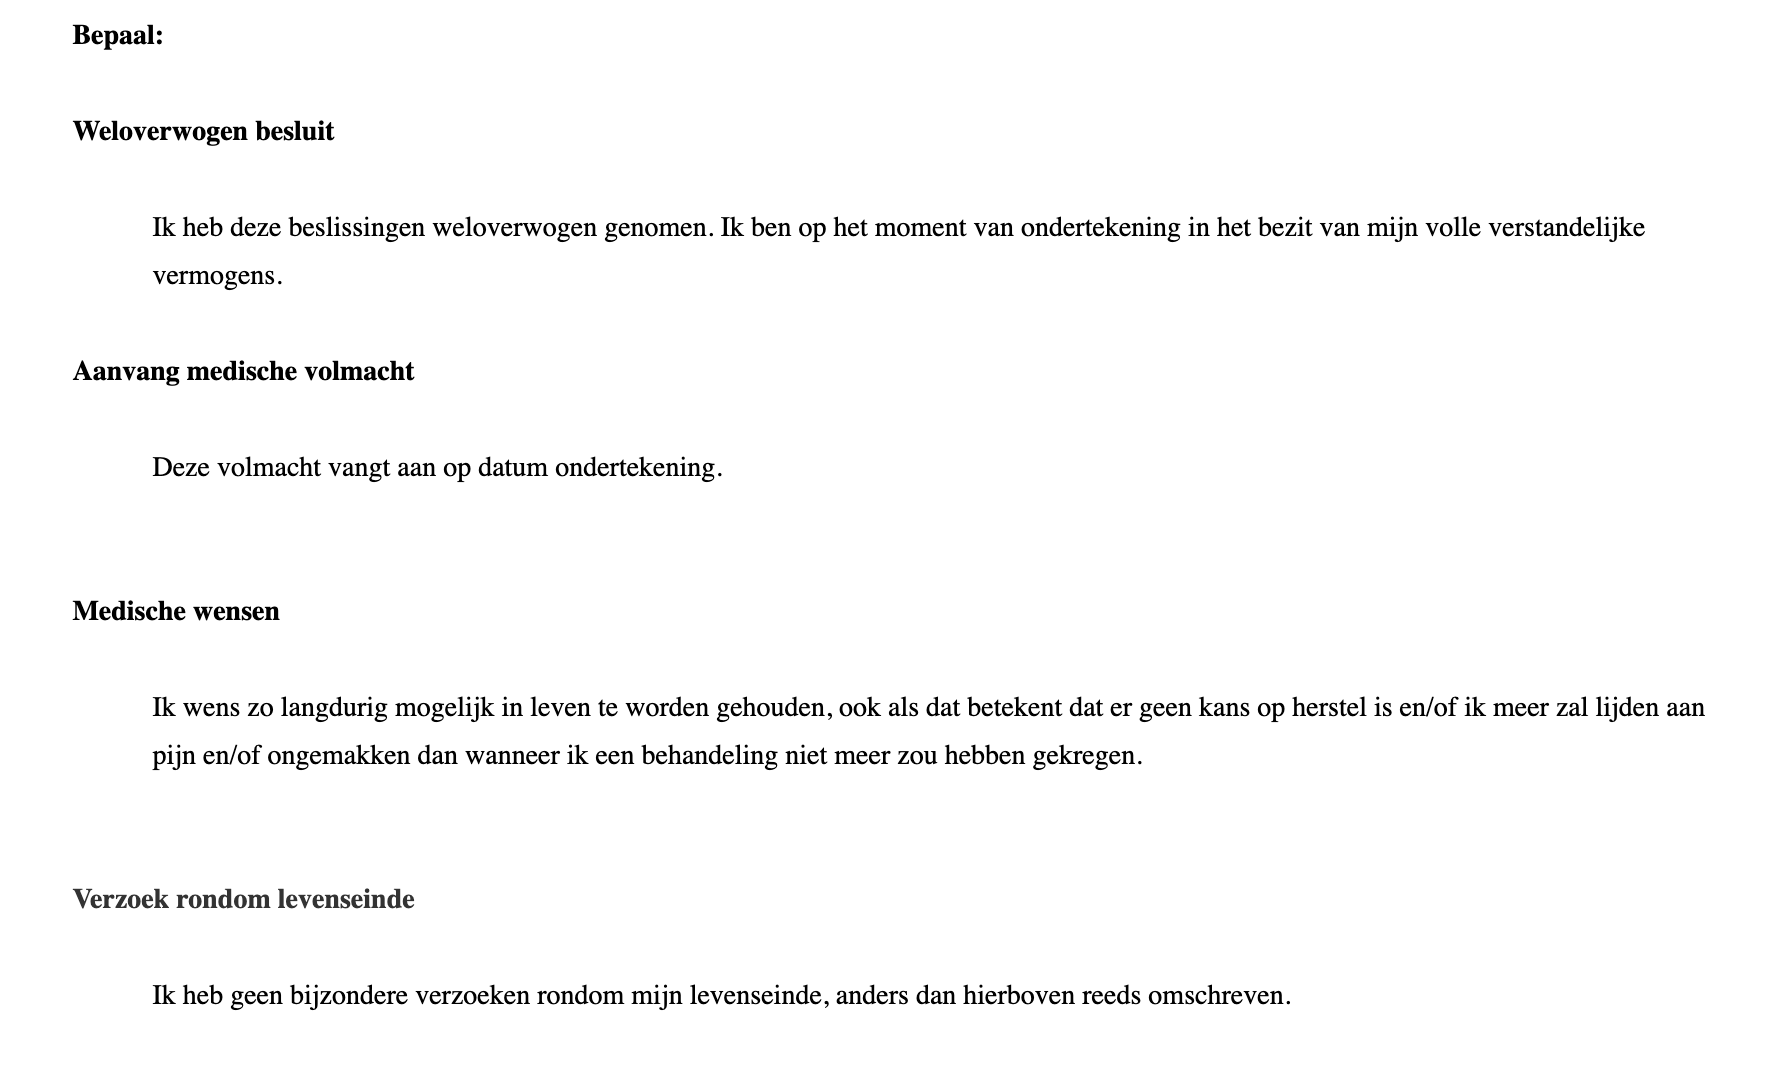 Bepaal:
Weloverwogen besluit
Ik heb deze beslissingen weloverwogen genomen. Ik ben op het moment van ondertekening in het bezit van mijn volle verstandelijke
vermogens.
Aanvang medische volmacht
Deze volmacht vangt aan op datum ondertekening.
Medische wensen
Ik wens zo langdurig mogelijk in leven te worden gehouden, ook als dat betekent dat er geen kans op herstel is en/of ik meer zal lijden aan
pijn en/of ongemakken dan wanneer ik een behandeling niet meer zou hebben gekregen.
Verzoek rondom levenseinde
Ik heb geen bijzondere verzoeken rondom mijn levenseinde, anders dan hierboven reeds omschreven.